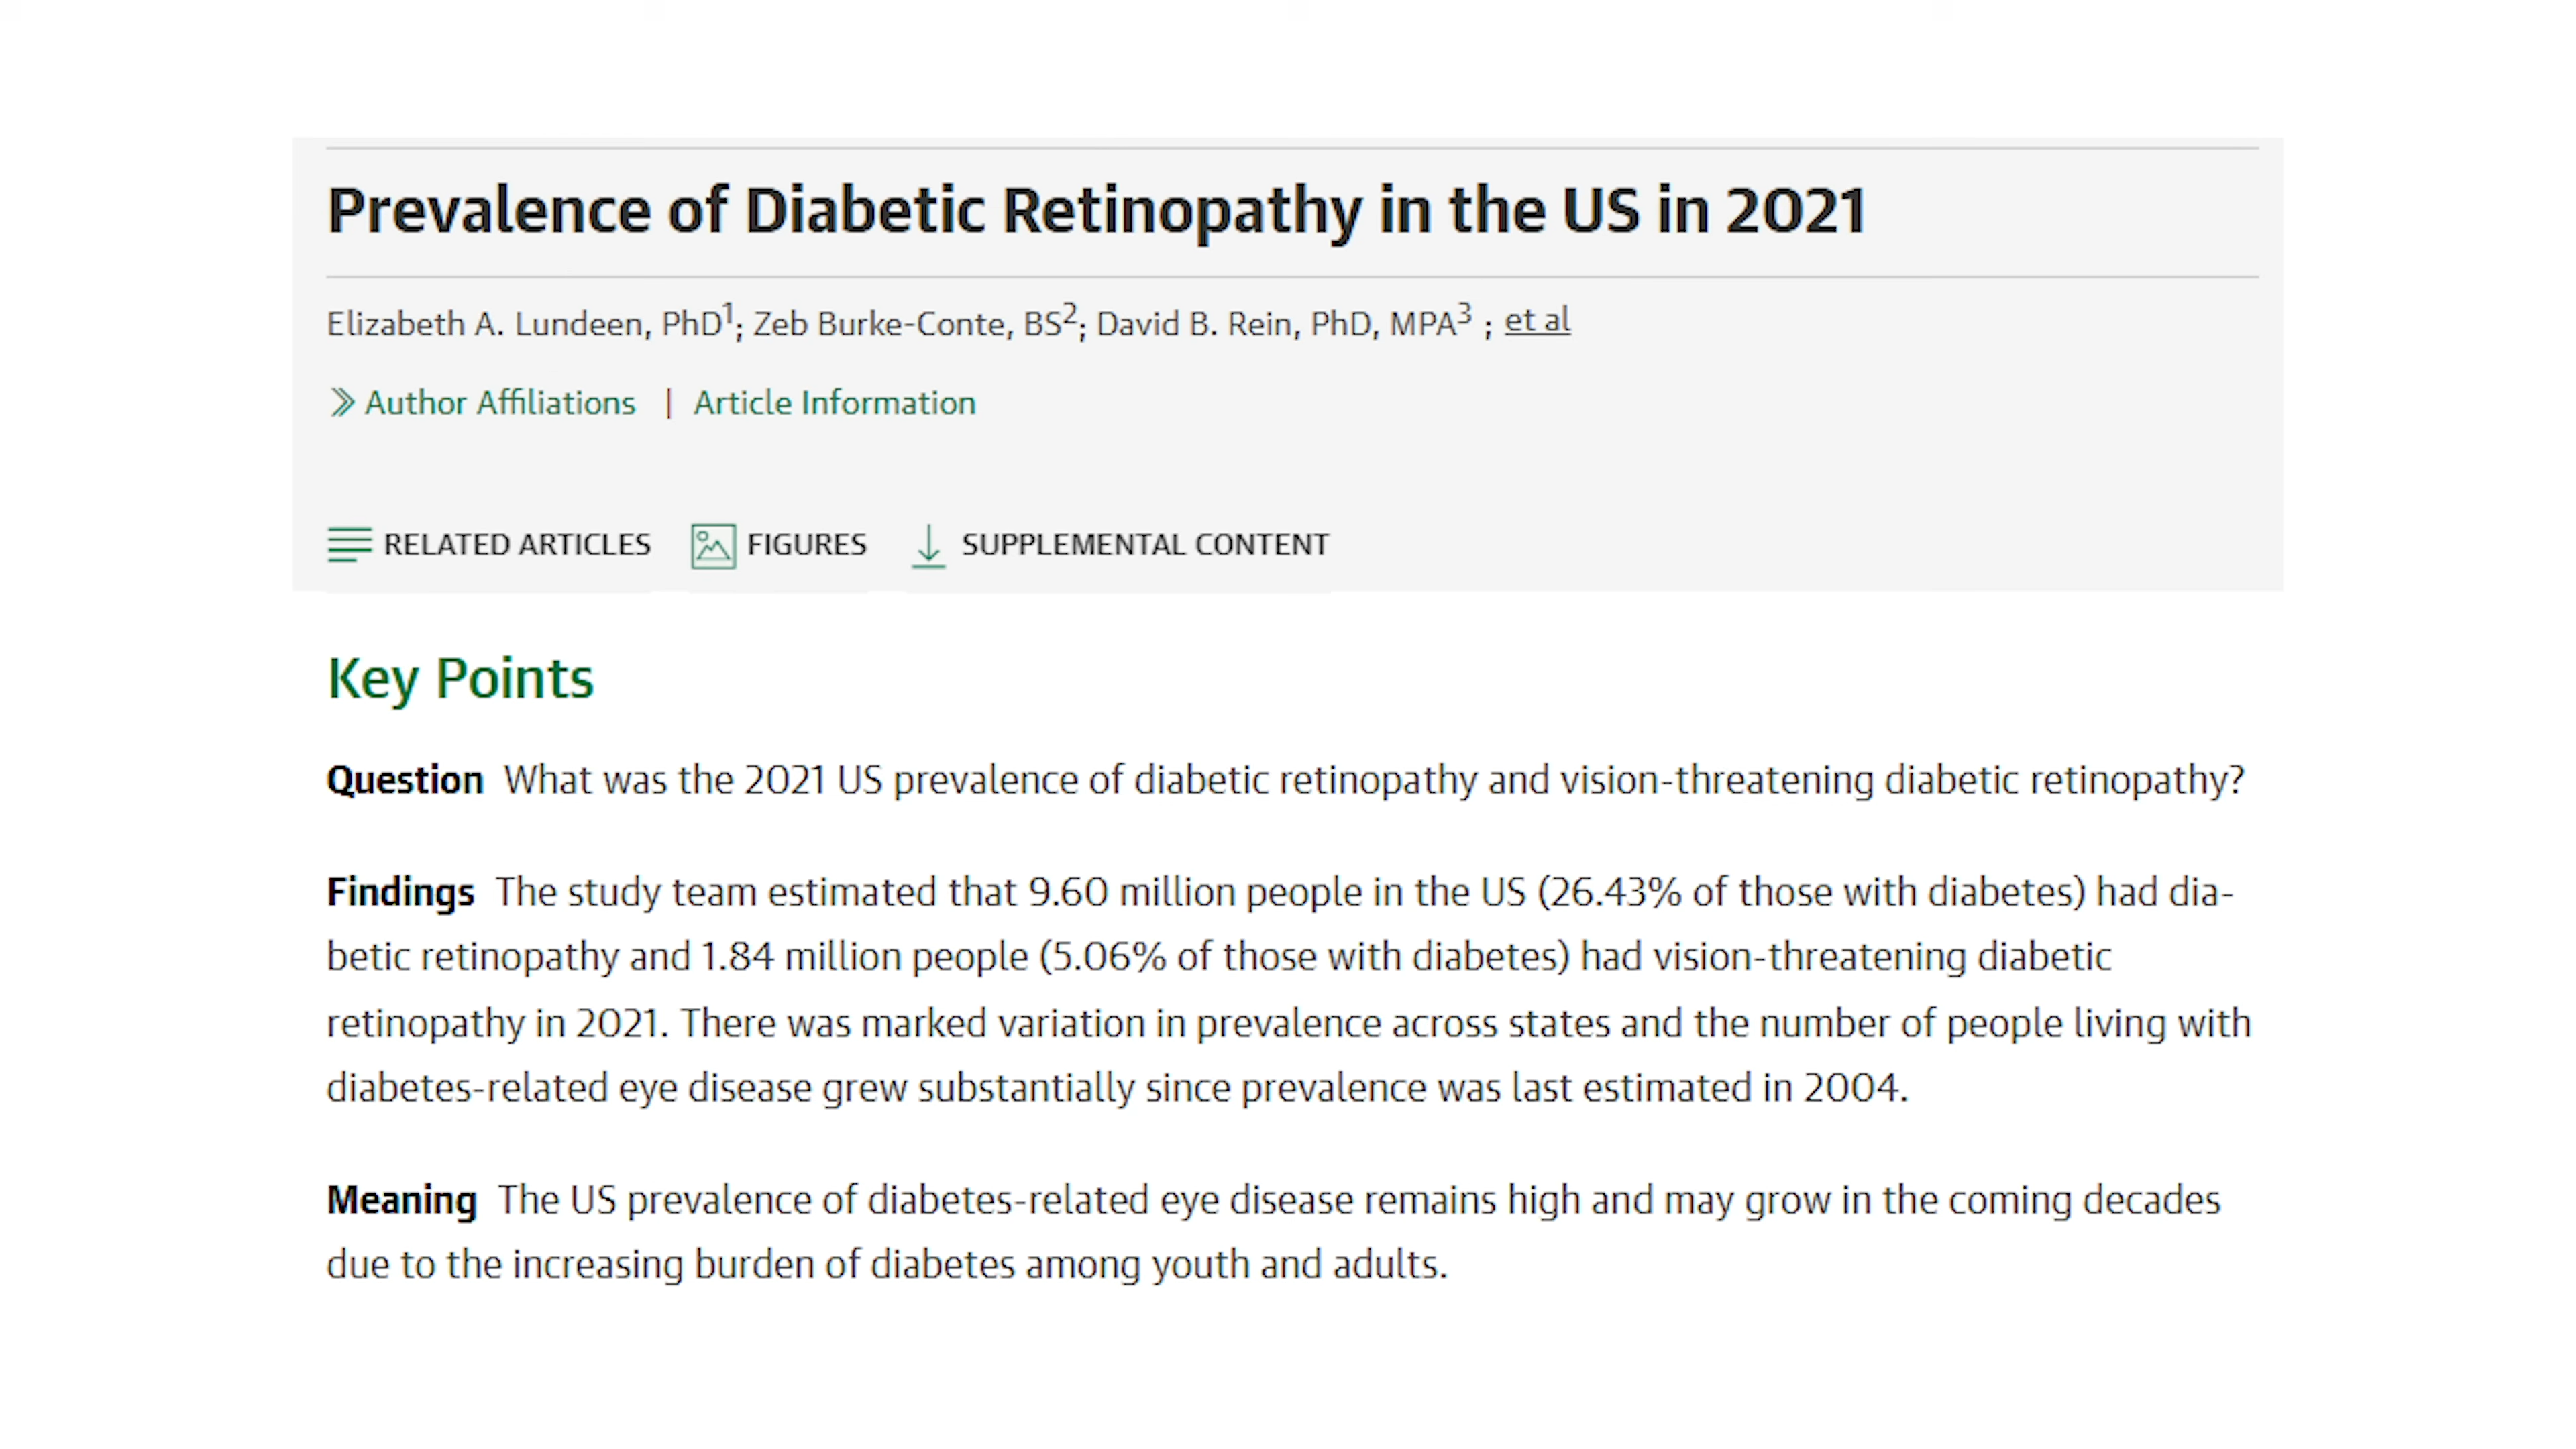 Prevalence of Diabetic Retinopathy in the US in 2021
Elizabeth A. Lundeen, PhD1; Zeb Burke-Conte, BS2; David B. Rein, PhD, MPA3 ; et al
Author Affiliations | Article Information
RELATED ARTICLES FIGURES SUPPLEMENTAL CONTENT
Key Points
Question What was the 2021 US prevalence of diabetic retinopathy and vision-threatening diabetic retinopathy?
Findings The study team estimated that 9.60 million people in the US (26.43% of those with diabetes) had dia-
betic retinopathy and 1.84 million people (5.06% of those with diabetes) had vision-threatening diabetic
retinopathy in 2021. There was marked variation in prevalence across states and the number of people living with
diabetes-related eye disease grew substantially since prevalence was last estimated in 2004.
Meaning The US prevalence of diabetes-related eye disease remains high and may grow in the coming decades
due to the increasing burden of diabetes among youth and adults.